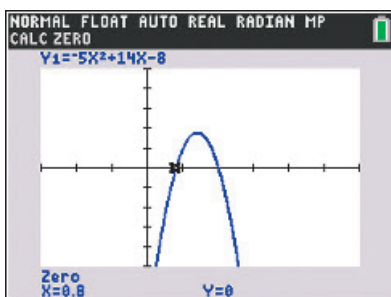 NORMAL FLOAT AUTO REAL RADIAN MP
CALC ZERO
Y1=-5X²+14X-8
Zero
X=0.8 Y=0